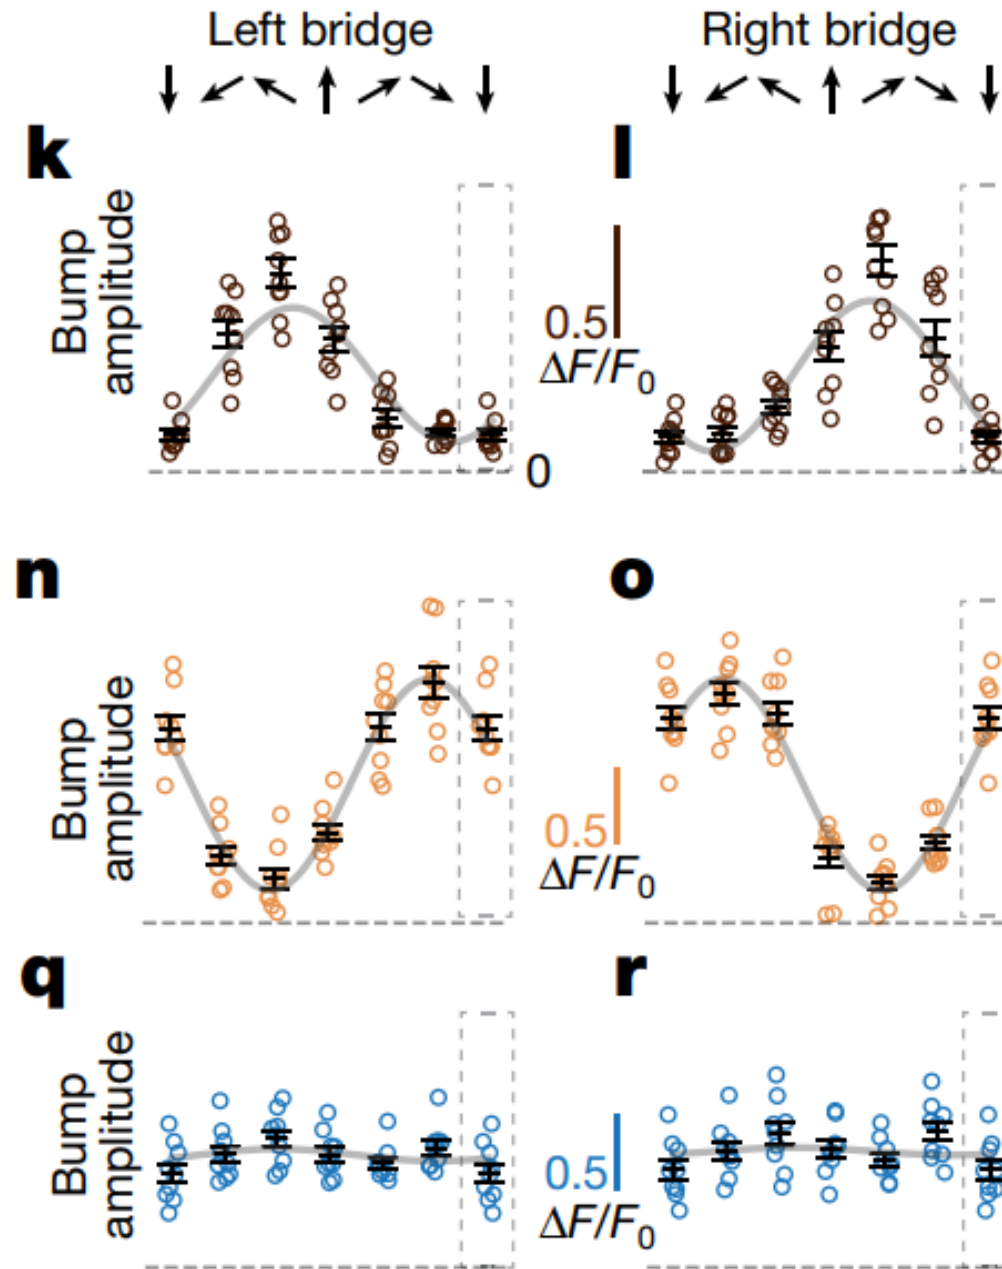 Left bridge
Right bridge
k
l
Bump
amplitude
0.5
ΔF/F0
0
n
o
Bump
amplitude
0.5
ΔF/F0
q
r
Bump
amplitude
0.5
ΔF/F0